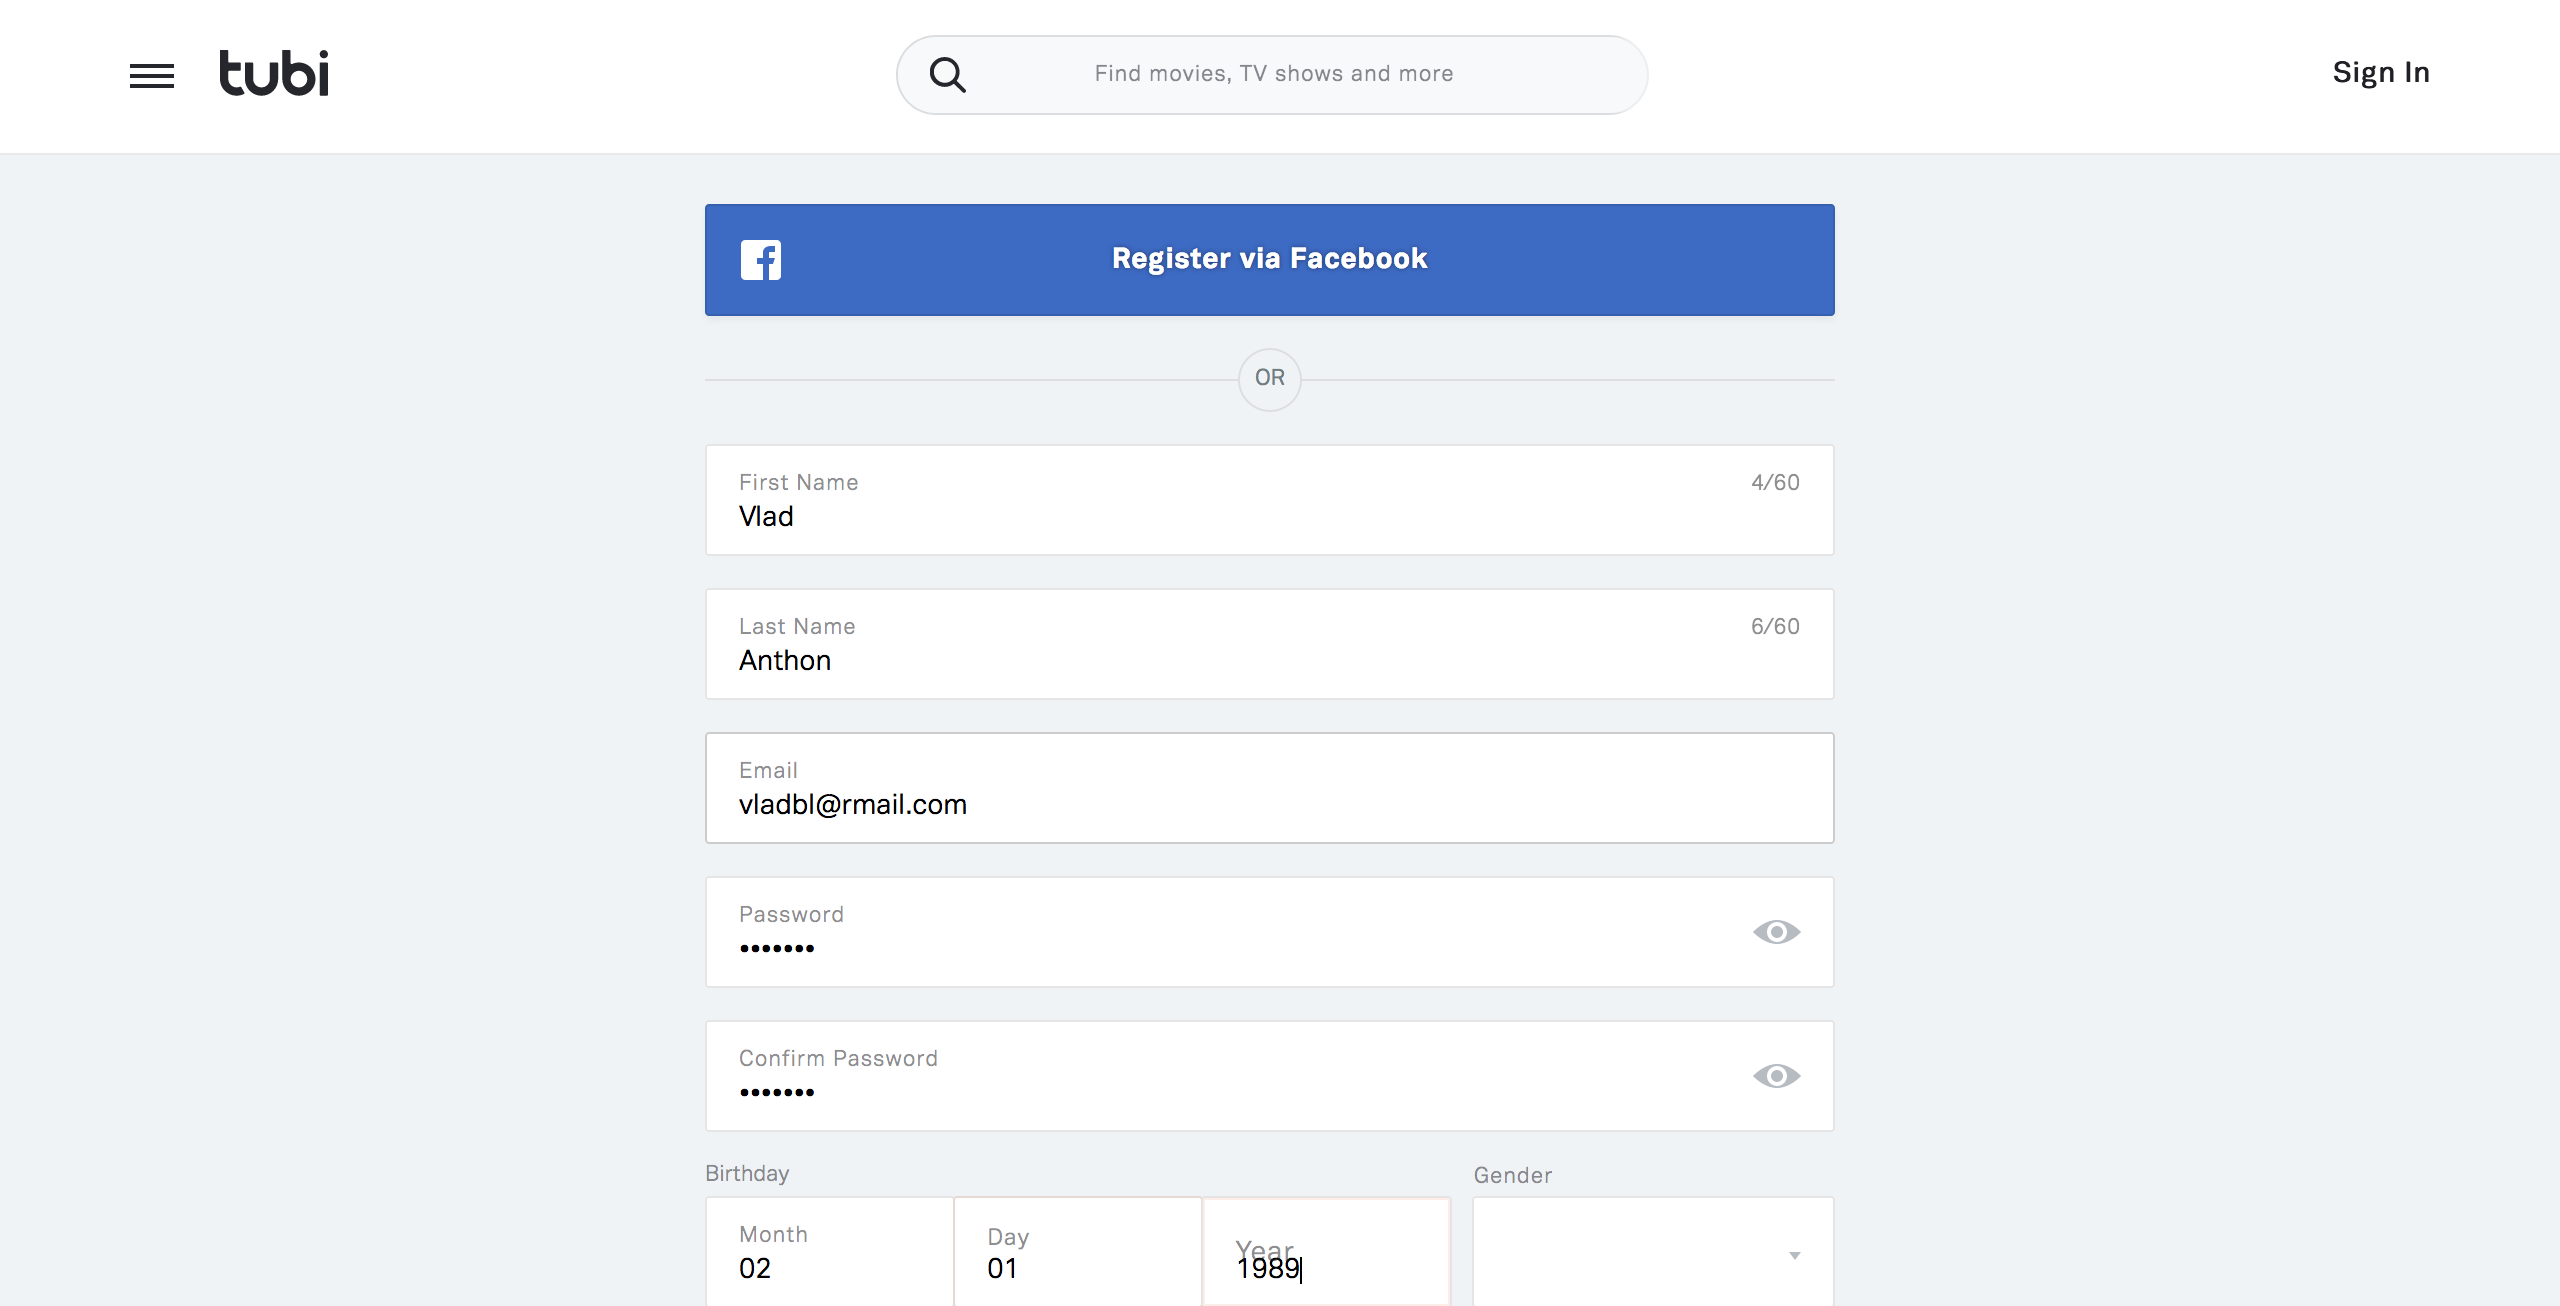 tubi
Find movies, TV shows and more
Sign In
Register via Facebook
OR
First Name
4/60
Vlad
Last Name
6/60
Anthon
Email
vladbl@rmail.com
Password
•••••••
Confirm Password
•••••••
Birthday
Gender
Month
02
Day
01
Year
1989